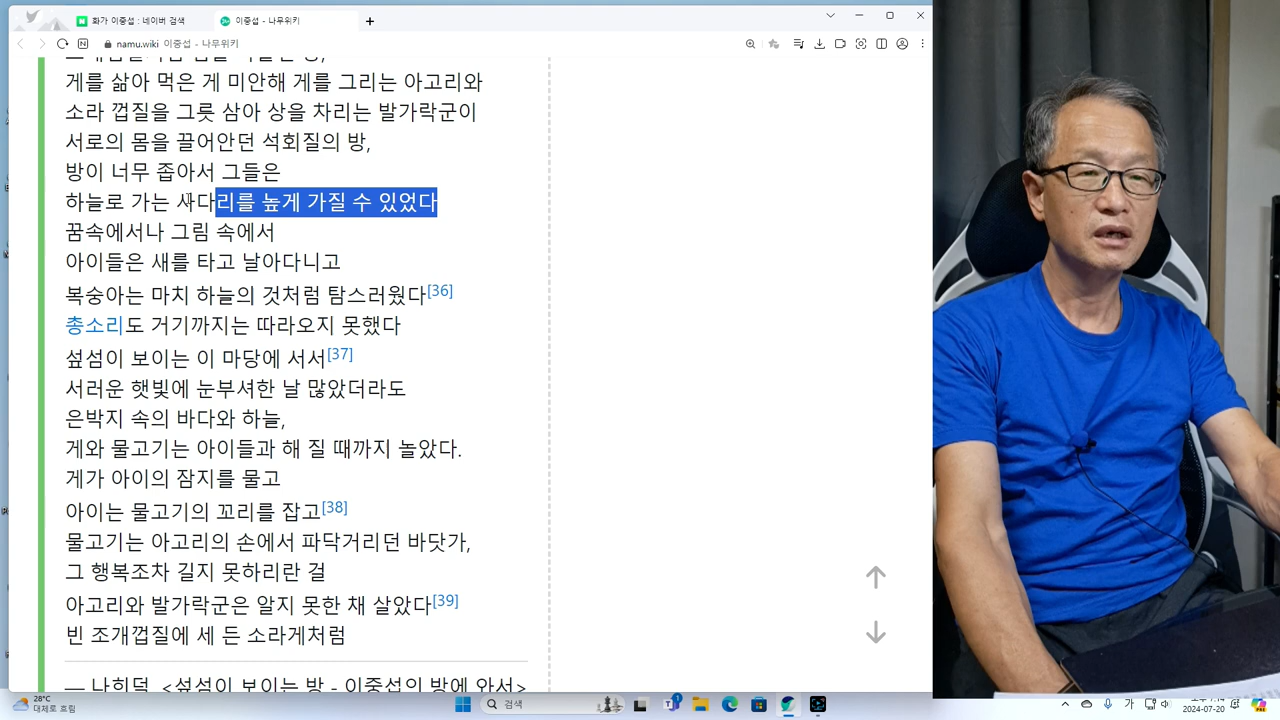 화가 이중섭 : 네이버 검색
이중섭 - 나무위키
namu.wiki 이중섭 - 나무위키
게를 삶아 먹은 게 미안해 게를 그리는 아고리와
소라 껍질을 그릇 삼아 상을 차리는 발가락군이
서로의 몸을 끌어안던 석회질의 방,
방이 너무 좁아서 그들은
하늘로 가는 사다리를 높게 가질 수 있었다
꿈속에서나 그림 속에서
아이들은 새를 타고 날아다니고
복숭아는 마치 하늘의 것처럼 탐스러웠다[36]
총소리도 거기까지는 따라오지 못했다
섶섬이 보이는 이 마당에 서서[37]
서러운 햇빛에 눈부셔한 날 많았더라도
은박지 속의 바다와 하늘,
게와 물고기는 아이들과 해 질 때까지 놀았다.
게가 아이의 잠지를 물고
아이는 물고기의 꼬리를 잡고[38]
물고기는 아고리의 손에서 파닥거리던 바닷가,
그 행복조차 길지 못하리란 걸
아고리와 발가락군은 알지 못한 채 살았다[39]
빈 조개껍질에 세 든 소라게처럼
— 나희덕, <섶섬이 보이는 방 - 이중섭의 방에 와서>
28°C
대체로 흐림
검색
가
2024-07-20